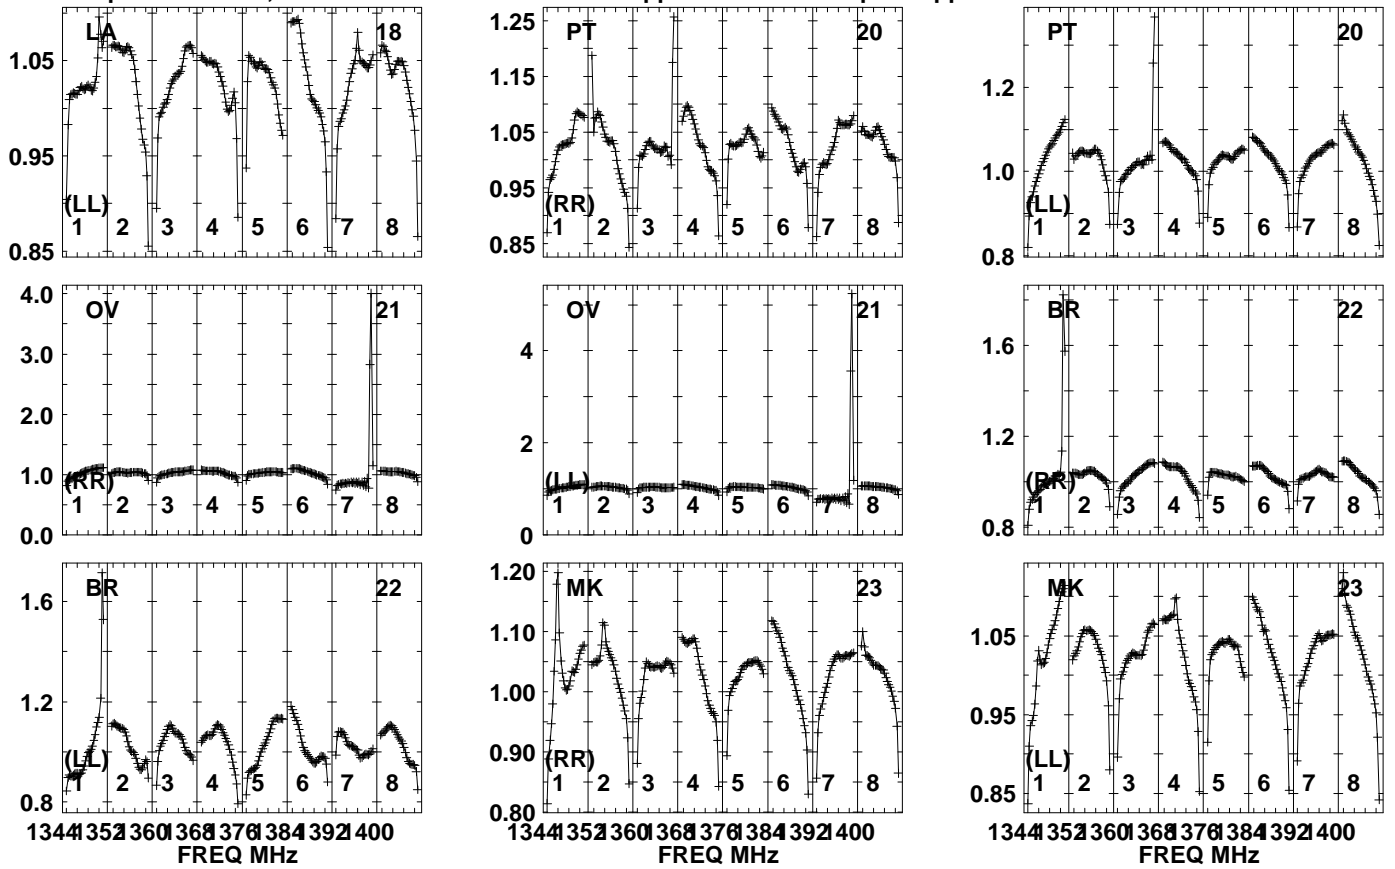 LA 18
1.05
0.95
0.85
(LL)
1 2 3 4 5 6 7 8
PT 20
1.25
1.15
1.05
0.95
0.85
(RR)
1 2 3 4 5 6 7 8
PT 20
1.2
1.0
0.8
(LL)
1 2 3 4 5 6 7 8
OV 21
4.0
3.0
2.0
1.0
0.0
(RR)
1 2 3 4 5 6 7 8
OV 21
4
2
0
(LL)
1 2 3 4 5 6 7 8
BR 22
1.6
1.2
0.8
(RR)
1 2 3 4 5 6 7 8
BR 22
1.6
1.2
0.8
(LL)
1 2 3 4 5 6 7 8
1344 1352 1360 1368 1376 1384 1392 1400
FREQ MHz
MK 23
1.20
1.10
1.00
0.90
0.80
(RR)
1 2 3 4 5 6 7 8
1344 1352 1360 1368 1376 1384 1392 1400
MK 23
1.05
0.95
0.85
(LL)
1 2 3 4 5 6 7 8
1344 1352 1360 1368 1376 1384 1392 1400
FREQ MHz